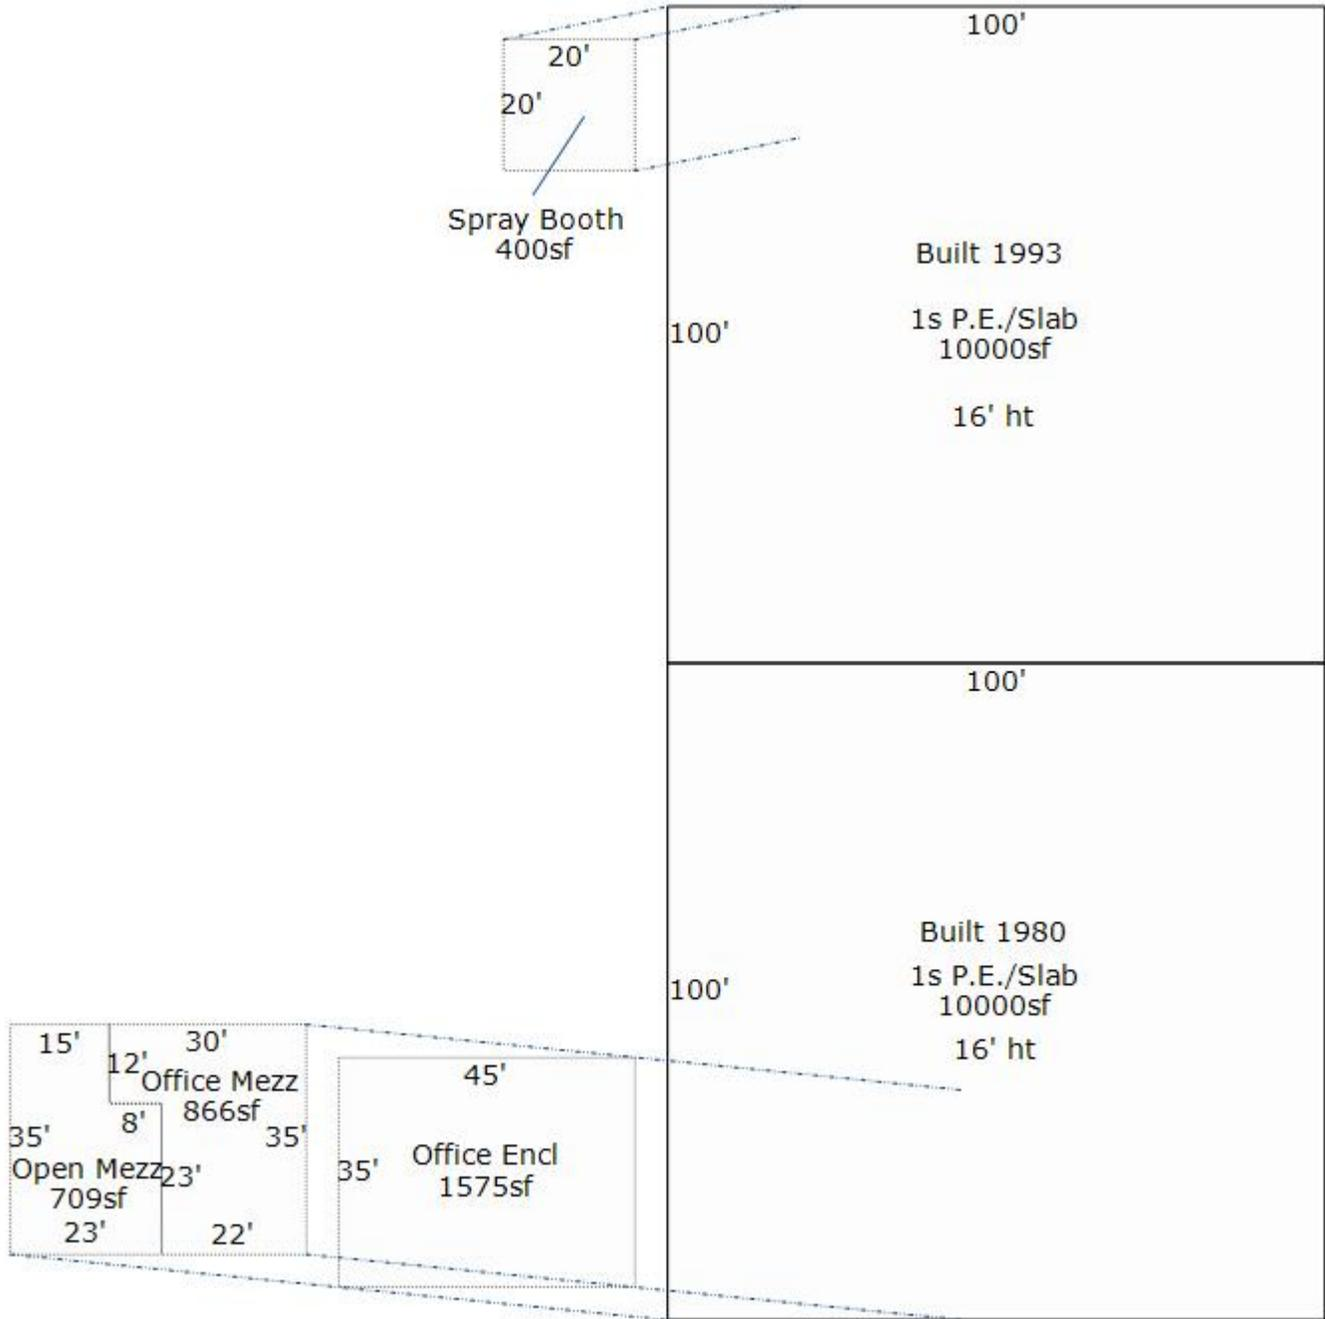 100'
20'
20'
Spray Booth
400sf
Built 1993
1s P.E./Slab
10000sf
100'
16' ht
100'
Built 1980
1s P.E./Slab
10000sf
100'
16' ht
15'
30'
12'
Office Mezz
866sf
8'
35'
35'
Open Mezz
709sf
23'
23'
22'
45'
35'
Office Encl
1575sf